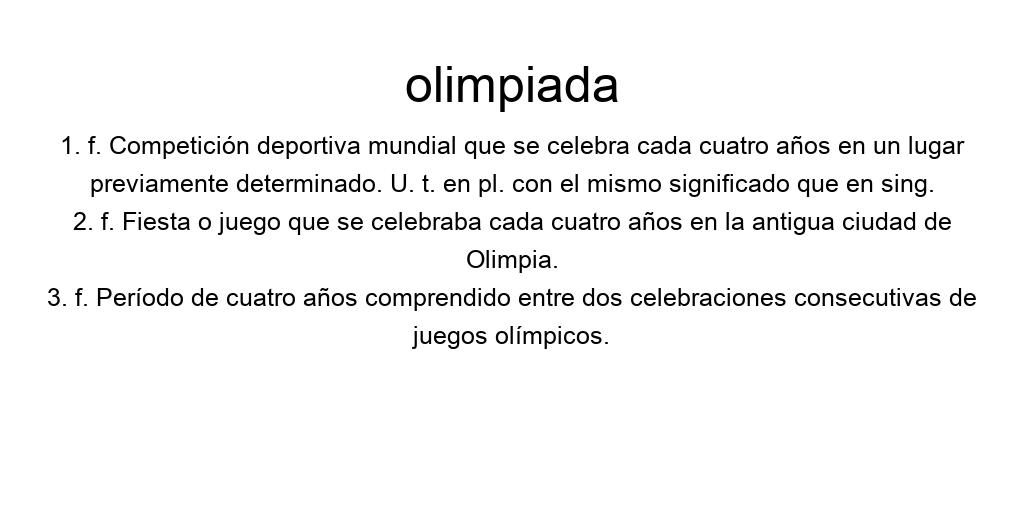 olimpiada
1. f. Competición deportiva mundial que se celebra cada cuatro años en un lugar
previamente determinado. U. t. en pl. con el mismo significado que en sing.
2. f. Fiesta o juego que se celebraba cada cuatro años en la antigua ciudad de
Olimpia.
3. f. Período de cuatro años comprendido entre dos celebraciones consecutivas de
juegos olímpicos.